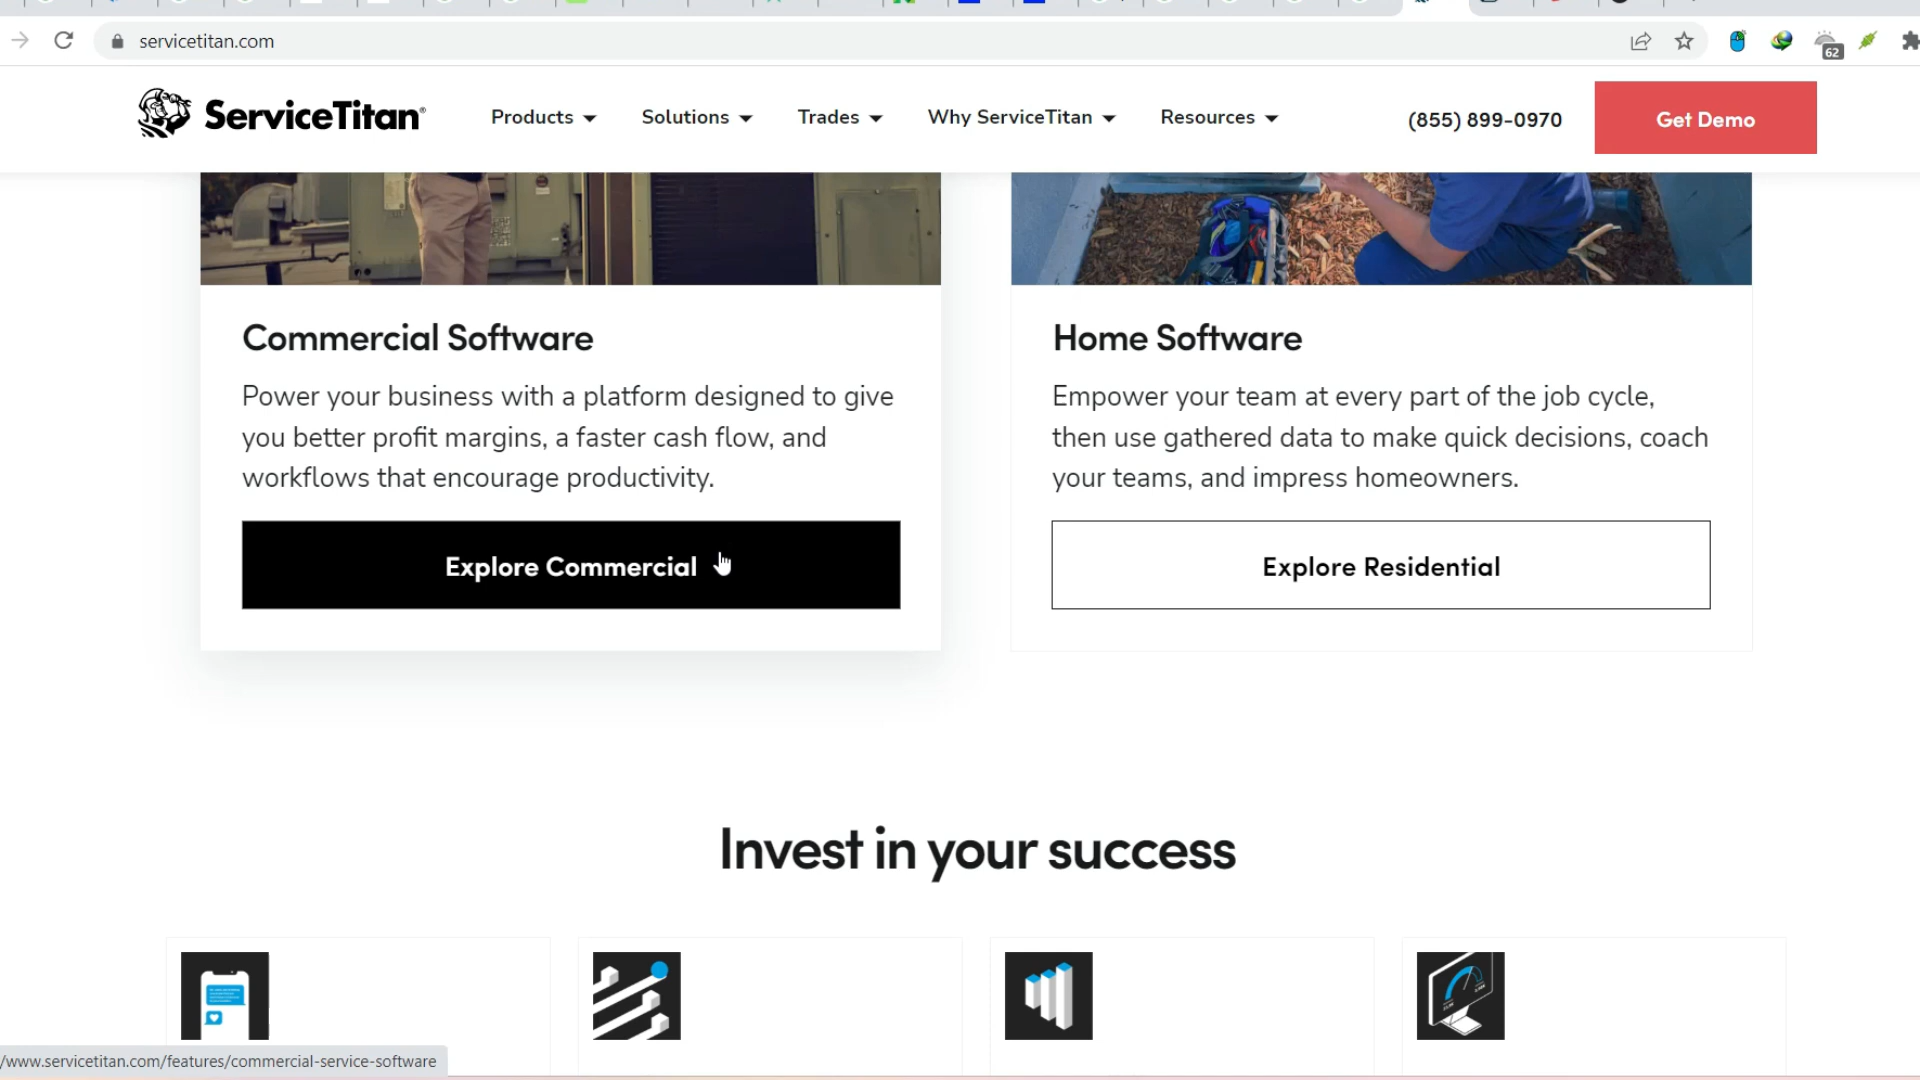 servicetitan.com
62
ServiceTitan®
Products
Solutions
Trades
Why ServiceTitan
Resources
(855) 899-0970
Get Demo
Commercial Software
Power your business with a platform designed to give
you better profit margins, a faster cash flow, and
workflows that encourage productivity.
Explore Commercial
Home Software
Empower your team at every part of the job cycle,
then use gathered data to make quick decisions, coach
your teams, and impress homeowners.
Explore Residential
Invest in your success
/www.servicetitan.com/features/commercial-service-software